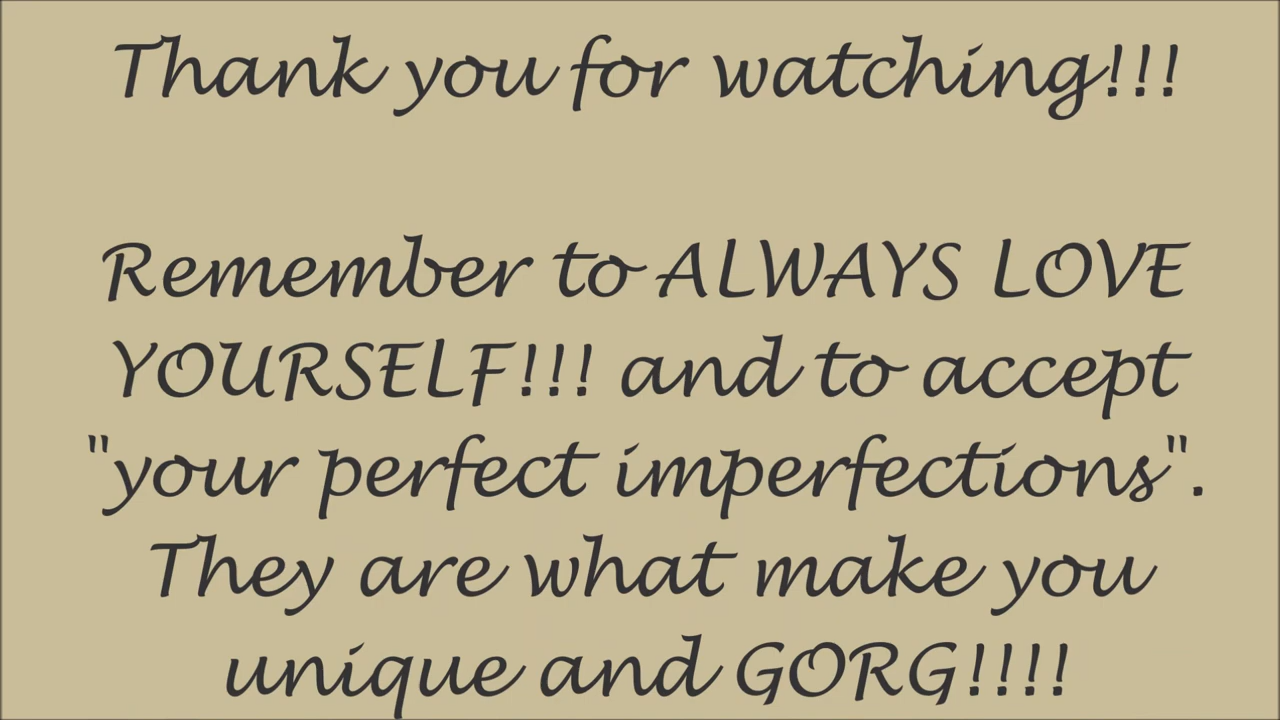 Thank you for watching!!!
Remember to ALWAYS LOVE
YOURSELF!!! and to accept
"your perfect imperfections".
They are what make you
unique and GORG!!!!